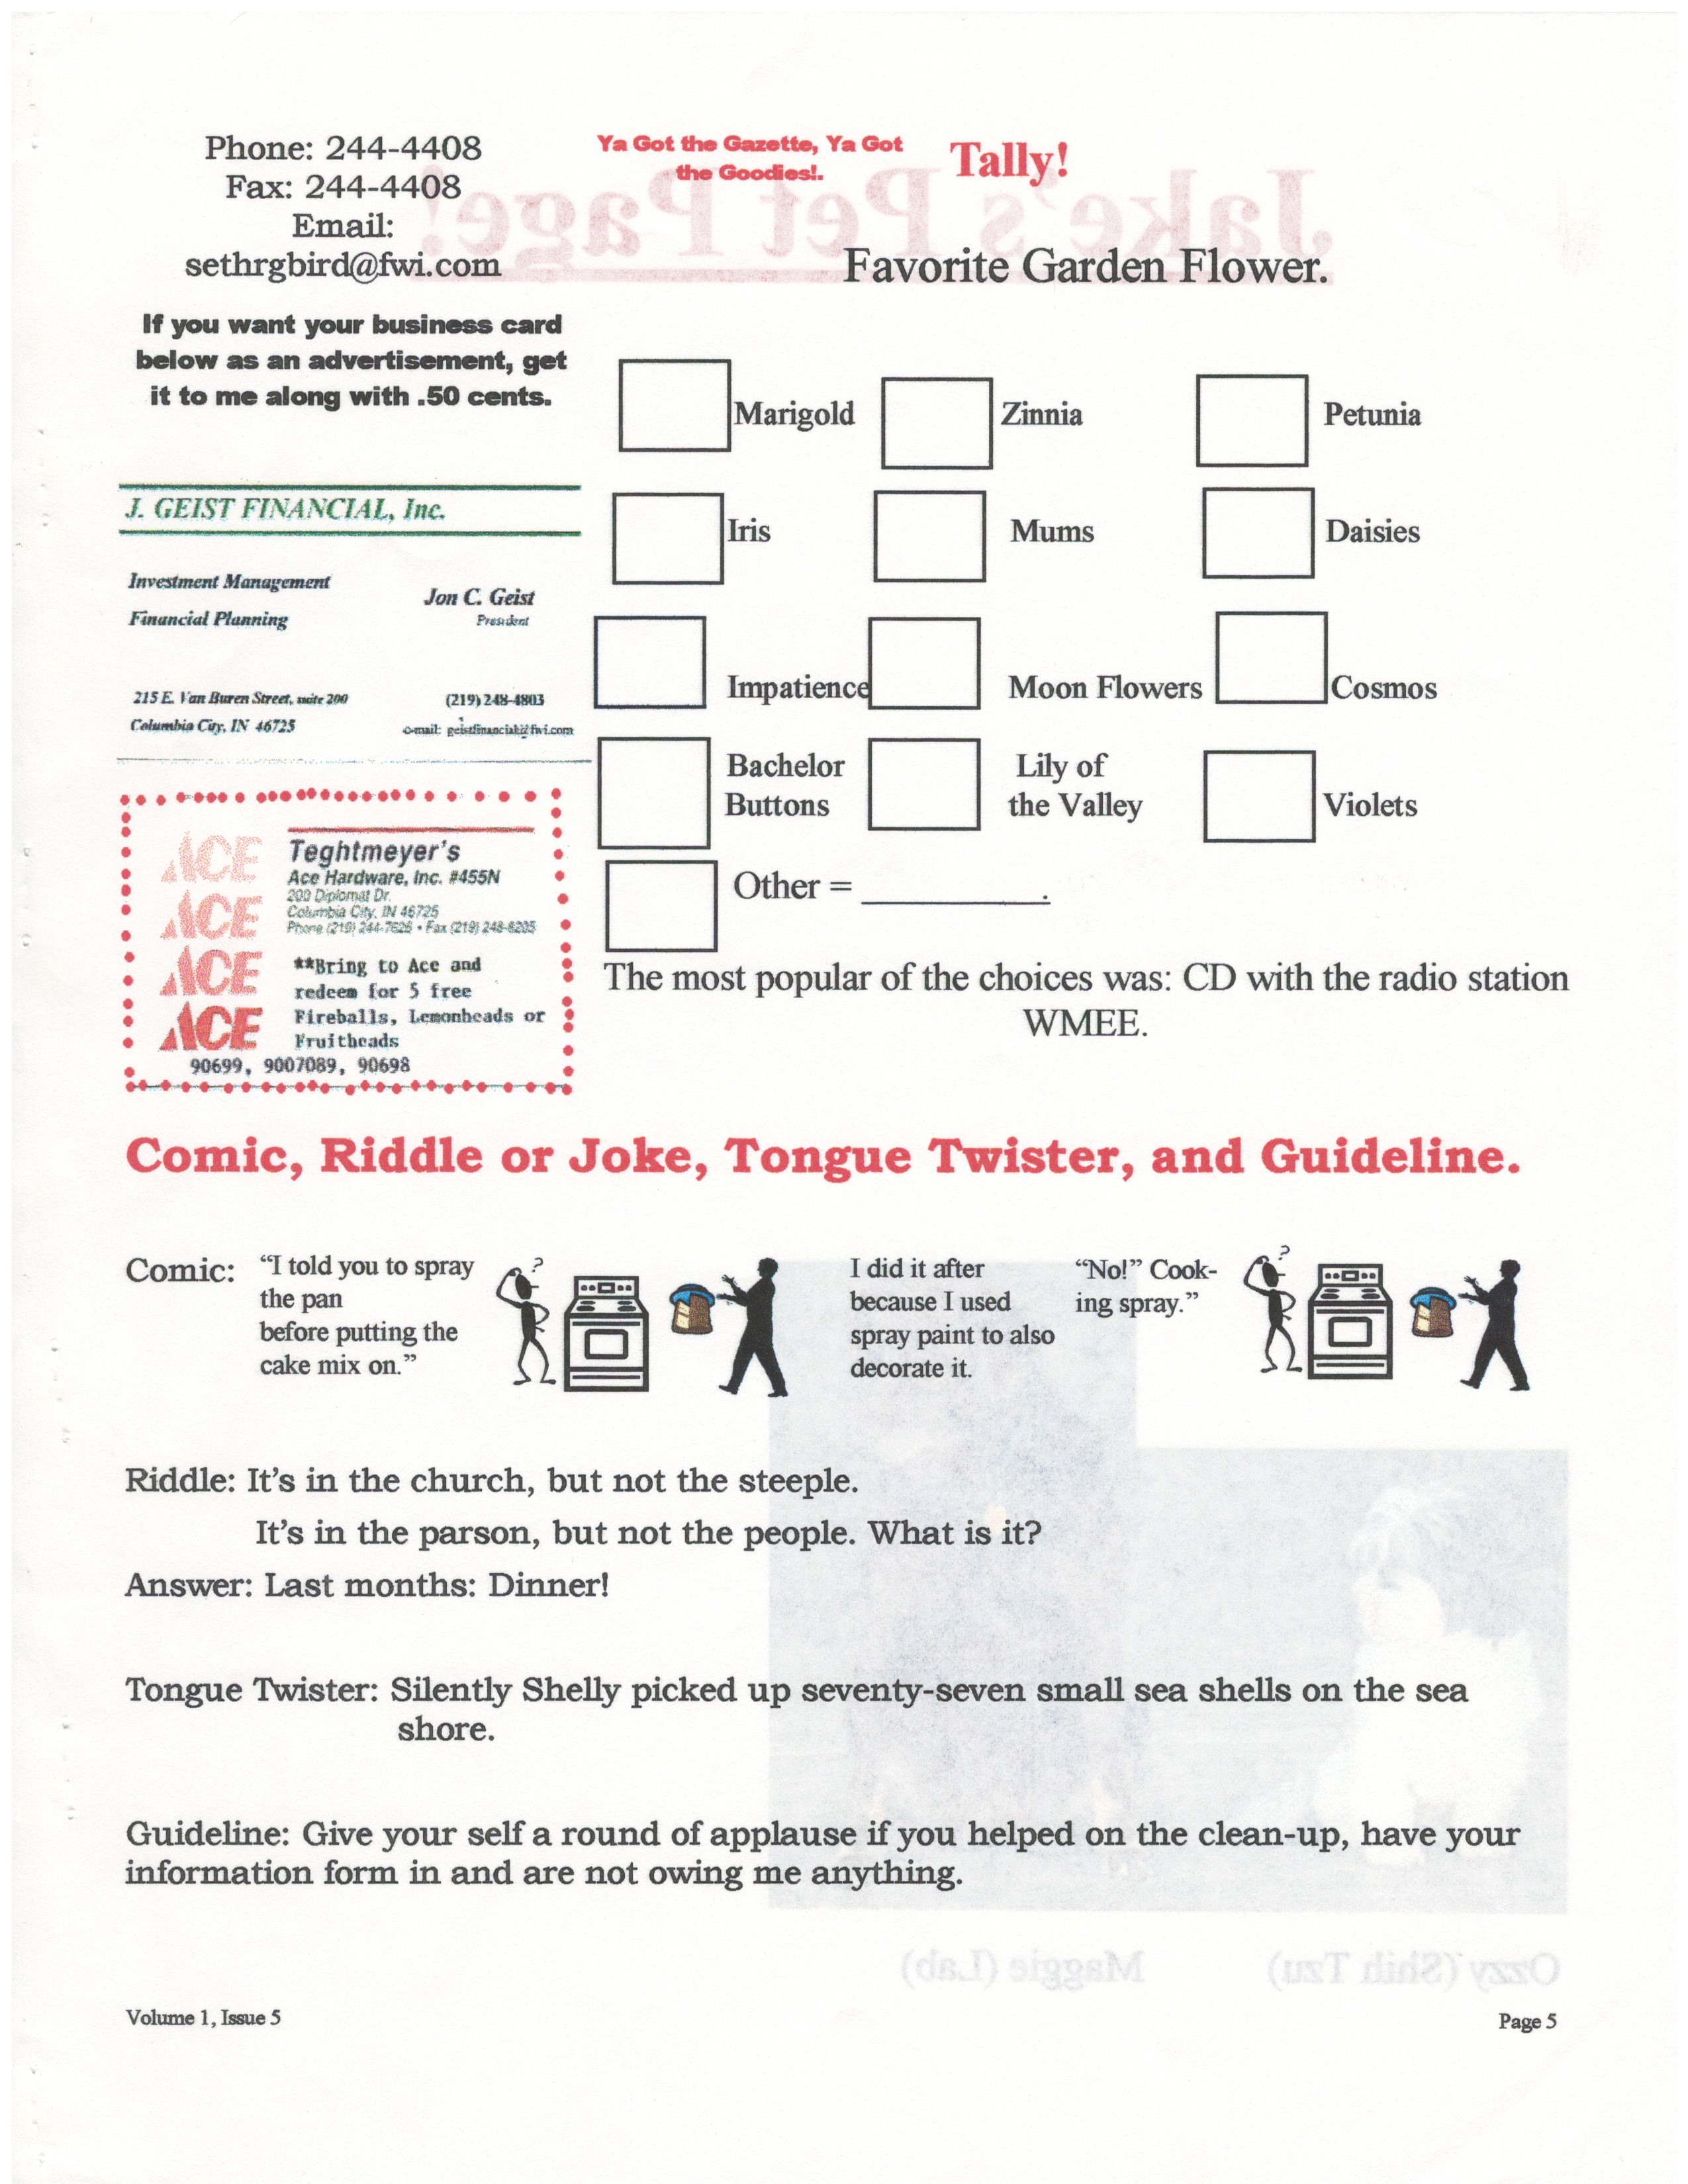 Phone: 244-4408
Fax: 244-4408
Email:
sethrgbird@fwi.com
If you want your business card
below as an advertisement, get
it to me along with .50 cents.
J. GEIST FINANCIAL, Inc.
Investment Management
Financial Planning
Jon C. Geist
President
215 E. Van Buren Street, suite 200
Columbia City, IN 46725
(219) 248-4803
e-mail: geistfinancial@fwi.com
ACE
ACE
ACE
ACE
Teghtmeyer's
Ace Hardware, Inc. #455N
200 Diplomat Dr.
Columbia City, IN 46725
Phone (219) 244-7626 • Fax (219) 248-8205
**Bring to Ace and
redeem for 5 free
Fireballs, Lemonheads or
Fruitheads
90699, 9007089, 90698
Ya Got the Gazette, Ya Got
the Goodies!.
Tally!
Jake's Pet Page!
Favorite Garden Flower.
Marigold
Zinnia
Petunia
Iris
Mums
Daisies
Impatience
Moon Flowers
Cosmos
Bachelor
Buttons
Lily of
the Valley
Violets
Other = __________.
The most popular of the choices was: CD with the radio station
WMEE.
Comic, Riddle or Joke, Tongue Twister, and Guideline.
Comic:
“I told you to spray
the pan
before putting the
cake mix on.”
?
I did it after
because I used
spray paint to also
decorate it.
“No!” Cook-
ing spray.”
?
Riddle: It’s in the church, but not the steeple.
It’s in the parson, but not the people. What is it?
Answer: Last months: Dinner!
Tongue Twister: Silently Shelly picked up seventy-seven small sea shells on the sea
shore.
Guideline: Give your self a round of applause if you helped on the clean-up, have your
information form in and are not owing me anything.
Maggie (Lab)
Ozzy (Shih Tzu)
Volume 1, Issue 5
Page 5